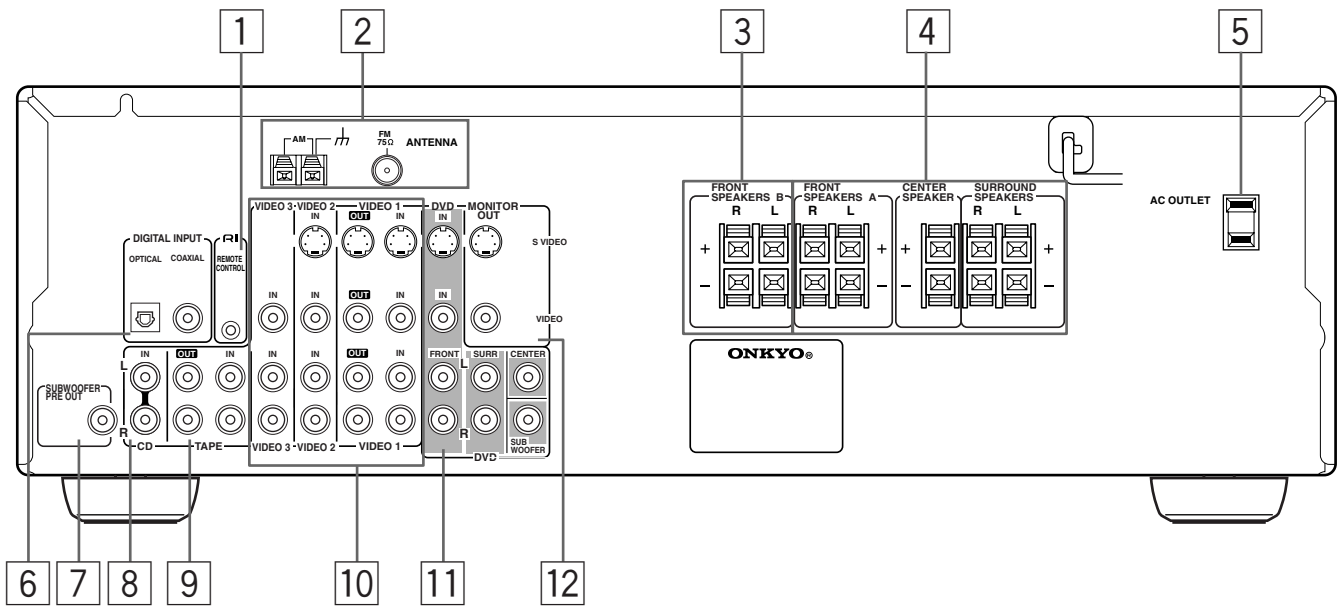 1 2 3 4 5
AM FM 75Ω ANTENNA
FRONT SPEAKERS B
R L
FRONT SPEAKERS A
R L
CENTER SPEAKER
SURROUND SPEAKERS
R L
AC OUTLET
+ + + +
− − − −
VIDEO 3 VIDEO 2 VIDEO 1 DVD MONITOR OUT
IN OUT IN IN
S VIDEO
DIGITAL INPUT
OPTICAL COAXIAL
RI
REMOTE CONTROL
IN IN OUT IN IN
VIDEO
ONKYO®
L IN OUT IN IN IN OUT IN FRONT L SURR CENTER
SUBWOOFER PRE OUT
R R SUB WOOFER
CD TAPE VIDEO 3 VIDEO 2 VIDEO 1 DVD
6 7 8 9 10 11 12